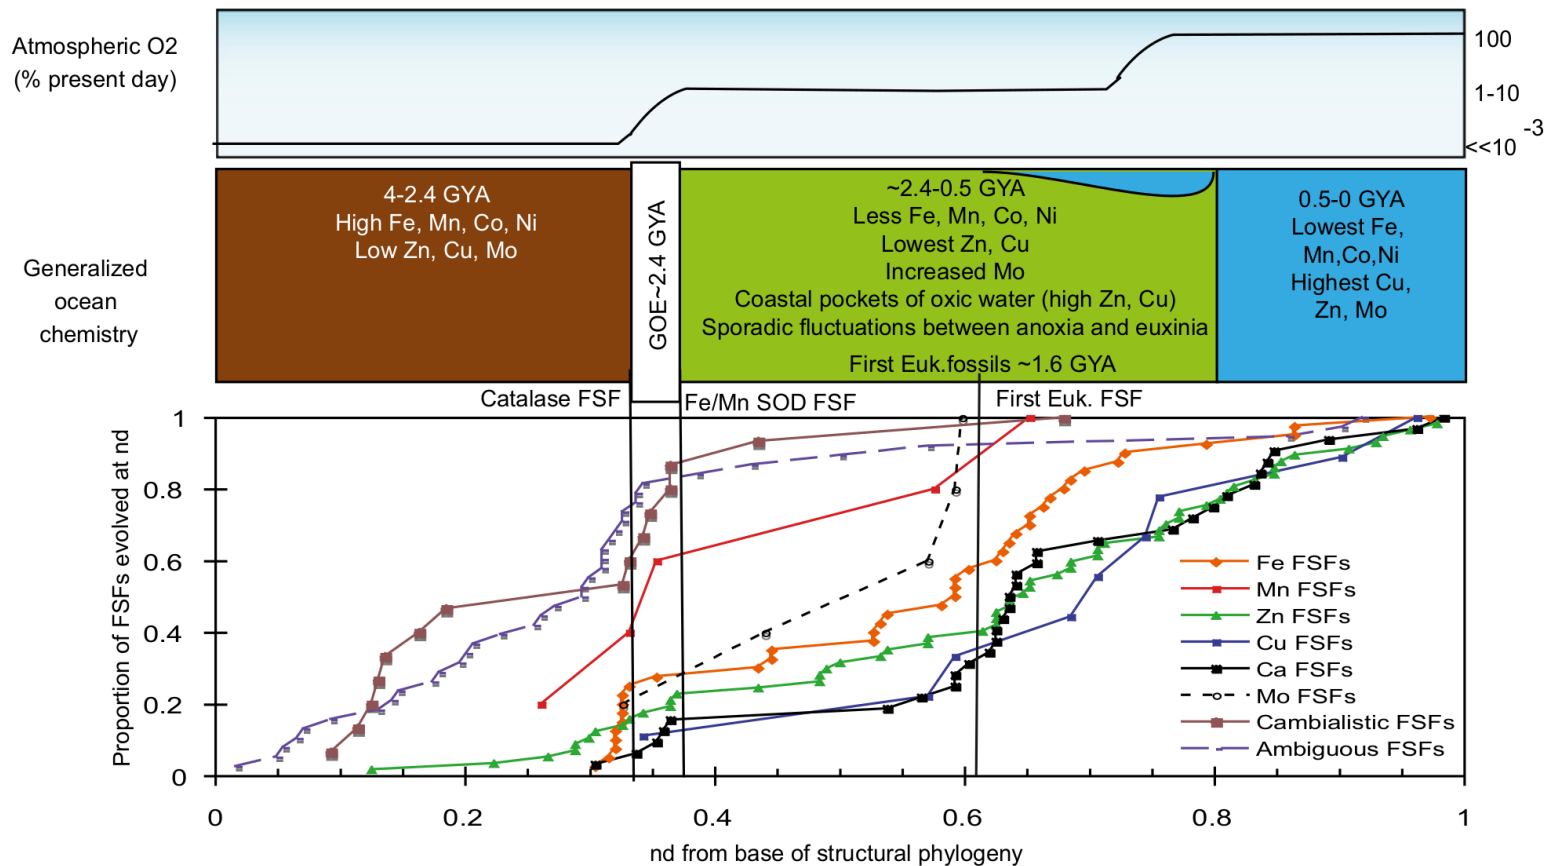 Atmospheric O2
(% present day)
100
1-10
<<10 -3
Generalized
ocean
chemistry
4-2.4 GYA
High Fe, Mn, Co, Ni
Low Zn, Cu, Mo
GOE~2.4 GYA
~2.4-0.5 GYA
Less Fe, Mn, Co, Ni
Lowest Zn, Cu
Increased Mo
Coastal pockets of oxic water (high Zn, Cu)
Sporadic fluctuations between anoxia and euxinia
First Euk.fossils ~1.6 GYA
0.5-0 GYA
Lowest Fe,
Mn,Co,Ni
Highest Cu,
Zn, Mo
Catalase FSF
Fe/Mn SOD FSF
First Euk. FSF
Proportion of FSFs evolved at nd
1
0.8
0.6
0.4
0.2
0
Fe FSFs
Mn FSFs
Zn FSFs
Cu FSFs
Ca FSFs
Mo FSFs
Cambialistic FSFs
Ambiguous FSFs
0 0.2 0.4 0.6 0.8 1
nd from base of structural phylogeny